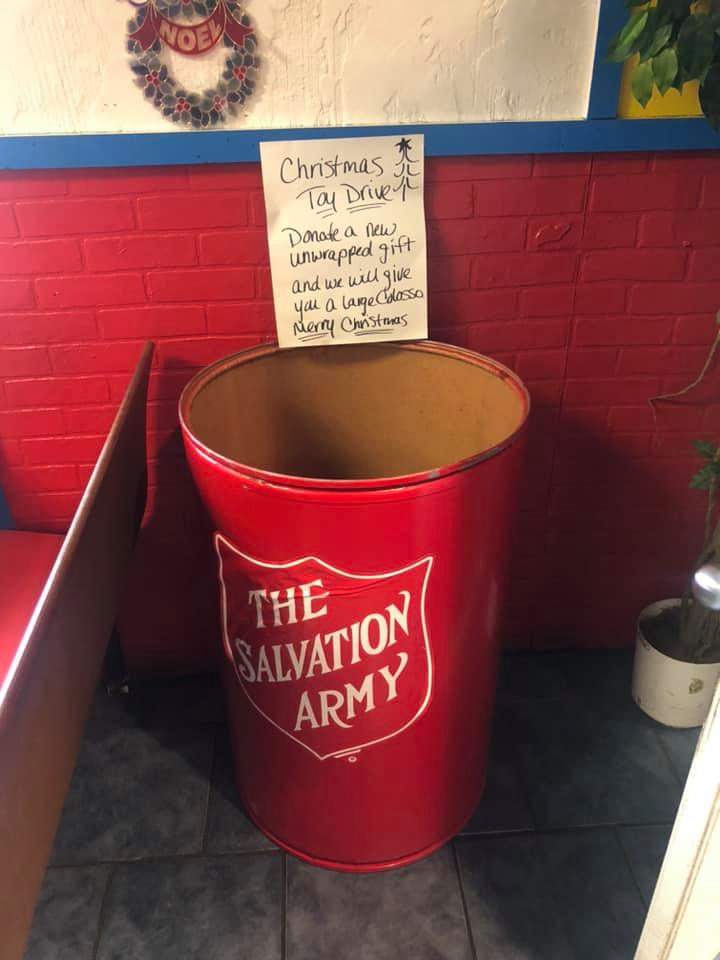 NOEL
Christmas
Toy Drive
Donate a new
unwrapped gift
and we will give
you a large Colosso
Merry Christmas
THE
SALVATION
ARMY